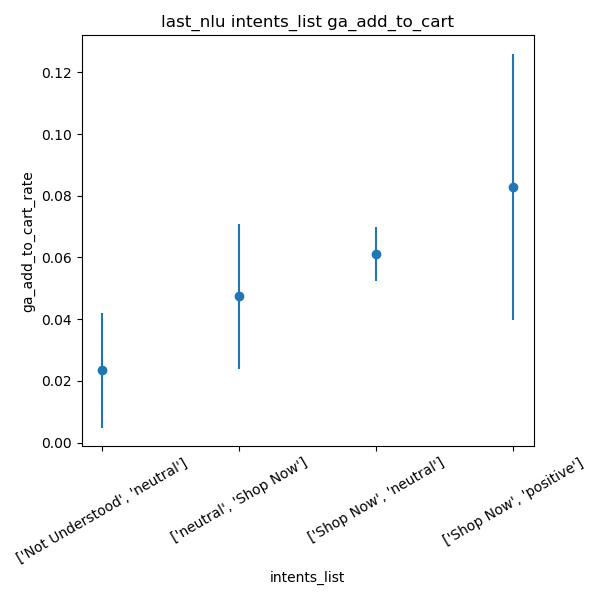 last_nlu intents_list ga_add_to_cart
0.12
0.10
0.08
0.06
0.04
0.02
0.00
ga_add_to_cart_rate
['Not Understood', 'neutral']
['neutral', 'Shop Now']
['Shop Now', 'neutral']
['Shop Now', 'positive']
intents_list